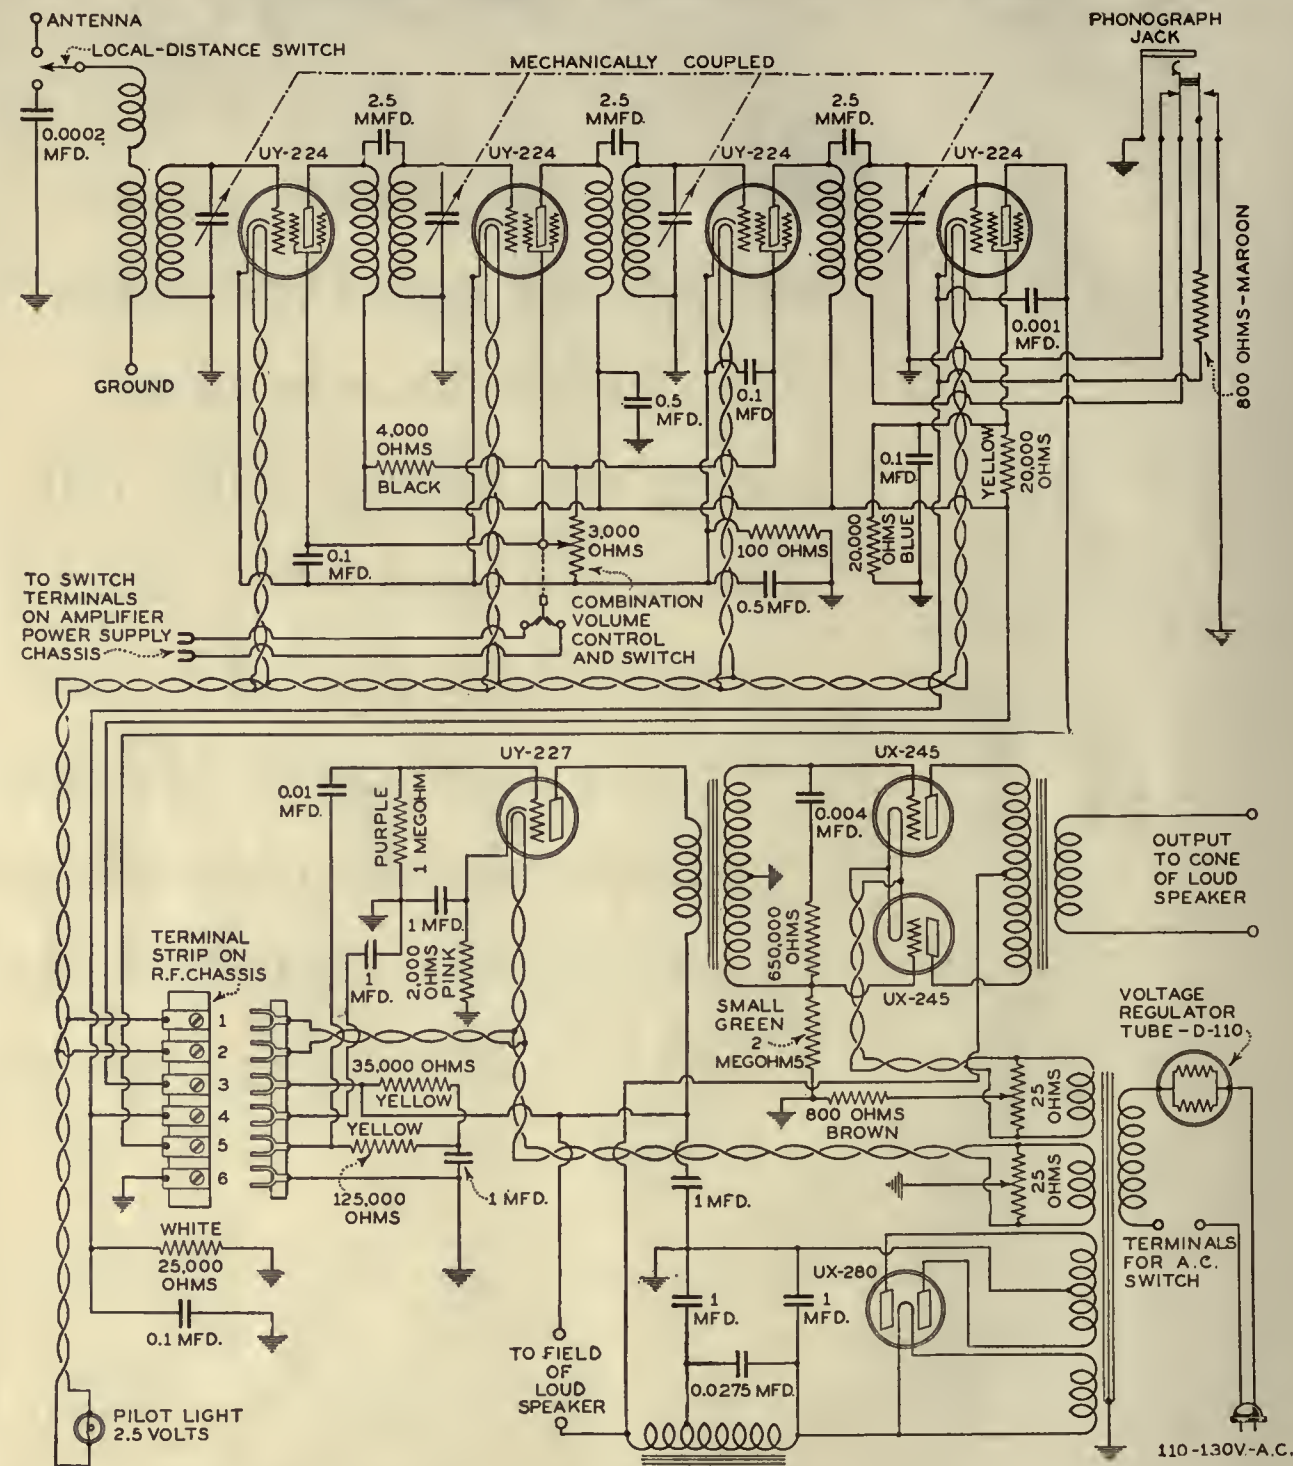 ANTENNA
LOCAL-DISTANCE SWITCH
0.0002
MFD.
GROUND
MECHANICALLY COUPLED
PHONOGRAPH
JACK
2.5
MMFD.
2.5
MMFD.
2.5
MMFD.
UY-224
UY-224
UY-224
UY-224
0.001
MFD.
800 OHMS-MAROON
0.5
MFD.
0.1
MFD
4,000
OHMS
BLACK
0.1
MFD.
YELLOW
20,000
OHMS
3,000
OHMS
100 OHMS
20,000
OHMS
BLUE
0.1
MFD.
0.5 MFD.
TO SWITCH
TERMINALS
ON AMPLIFIER
POWER SUPPLY
CHASSIS
COMBINATION
VOLUME
CONTROL
AND SWITCH
UY-227
UX-245
0.01
MFD.
PURPLE
1 MEGOHM
0.004
MFD.
OUTPUT
TO CONE
OF LOUD
SPEAKER
1 MFD.
1
MFD.
2,000
OHMS
PINK
650,000
OHMS
UX-245
TERMINAL
STRIP ON
R.F. CHASSIS
1
2
3
4
5
6
SMALL
GREEN
2
MEGOHMS
VOLTAGE
REGULATOR
TUBE-D-110
35,000 OHMS
YELLOW
800 OHMS
BROWN
25
OHMS
YELLOW
125,000
OHMS
1 MFD.
1 MFD.
25
OHMS
TERMINALS
FOR A.C.
SWITCH
WHITE
25,000
OHMS
0.1 MFD.
UX-280
1
MFD.
1
MFD.
TO FIELD
OF
LOUD
SPEAKER
0.0275 MFD.
PILOT LIGHT
2.5 VOLTS
110-130V.-A.C.